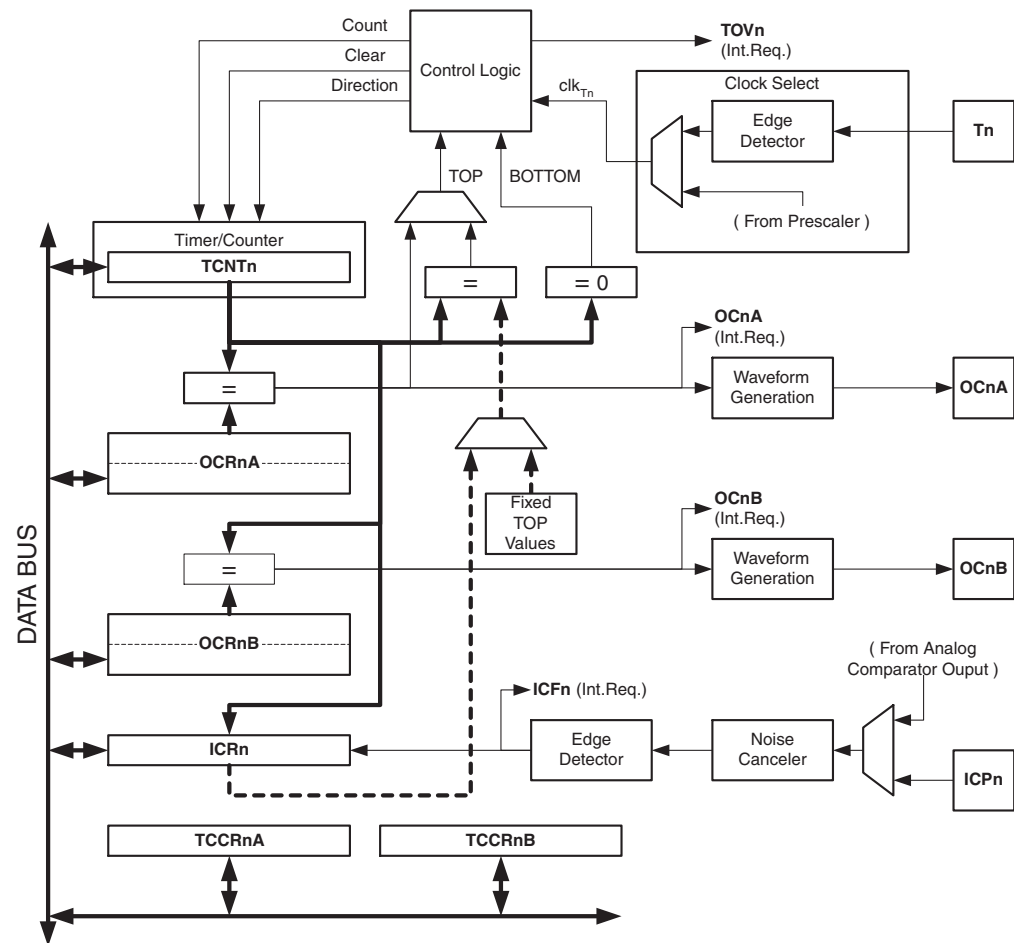 Count
Clear
Direction
Control Logic
TOVn
(Int.Req.)
clkTn
Clock Select
Edge
Detector
Tn
( From Prescaler )
TOP
BOTTOM
Timer/Counter
TCNTn
=
= 0
OCnA
(Int.Req.)
=
Waveform
Generation
OCnA
OCRnA
Fixed
TOP
Values
OCnB
(Int.Req.)
=
Waveform
Generation
OCnB
OCRnB
DATA BUS
( From Analog
Comparator Ouput )
ICFn (Int.Req.)
ICRn
Edge
Detector
Noise
Canceler
ICPn
TCCRnA
TCCRnB